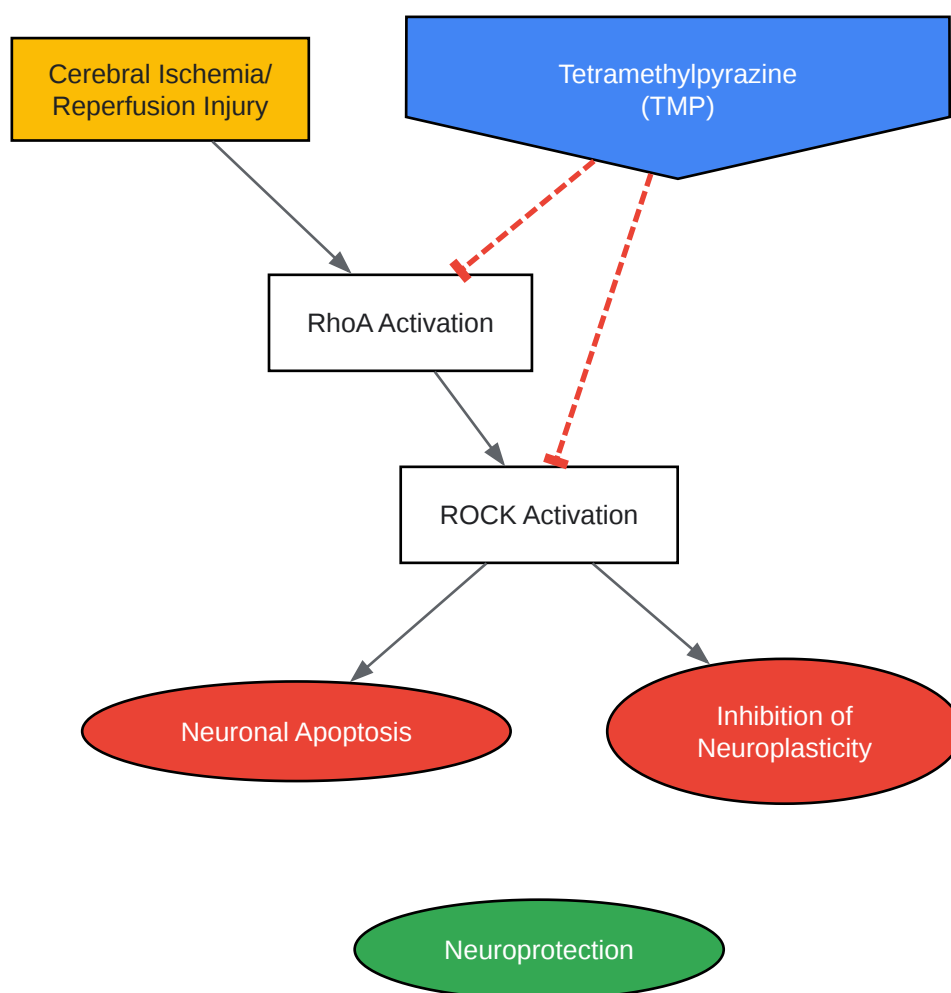 Cerebral Ischemia/
Reperfusion Injury
Tetramethylpyrazine
(TMP)
RhoA Activation
ROCK Activation
Neuronal Apoptosis
Inhibition of
Neuroplasticity
Neuroprotection